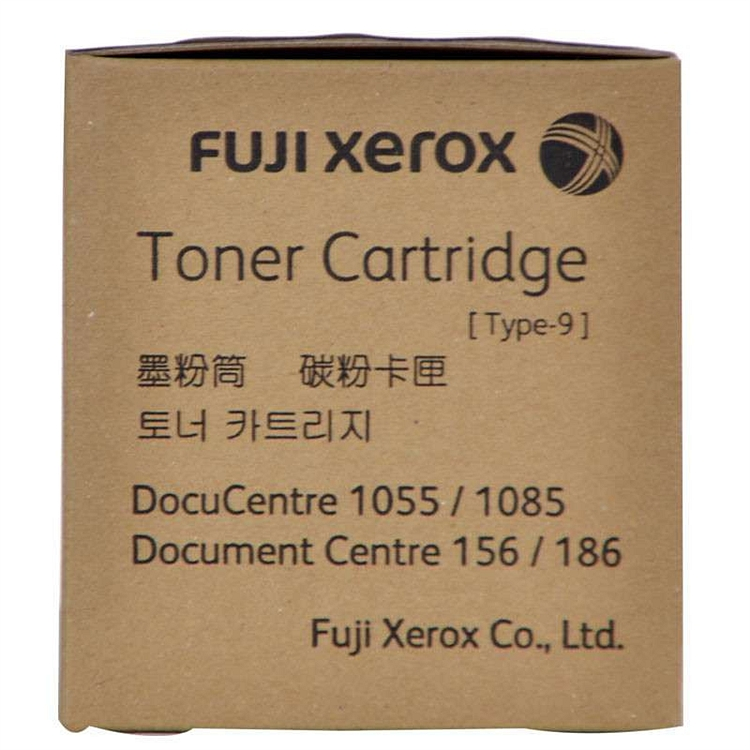 FUJI xerox
Toner Cartridge
[ Type-9 ]
墨粉筒 碳粉卡匣
토너 카트리지
DocuCentre 1055 / 1085
Document Centre 156 / 186
Fuji Xerox Co., Ltd.